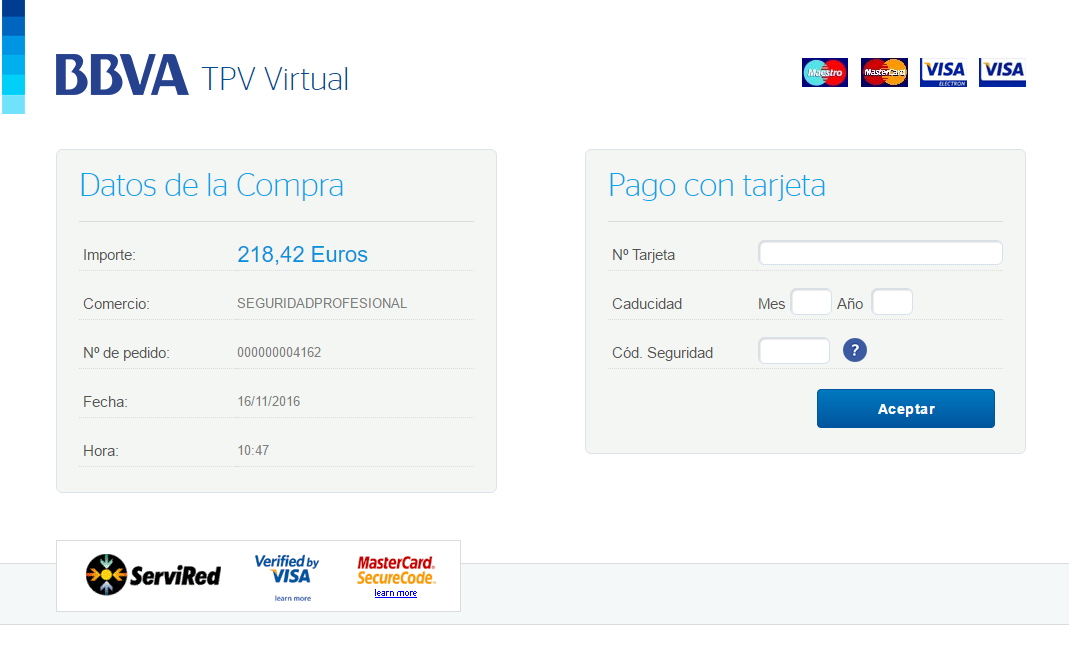 BBVA TPV Virtual
Maestro MasterCard VISA ELECTRON VISA
Datos de la Compra
Importe: 218,42 Euros
Comercio: SEGURIDADPROFESIONAL
Nº de pedido: 000000004162
Fecha: 16/11/2016
Hora: 10:47
Pago con tarjeta
Nº Tarjeta
Caducidad Mes Año
Cód. Seguridad ?
Aceptar
ServiRed
Verified by
VISA
learn more
MasterCard.
SecureCode.
learn more